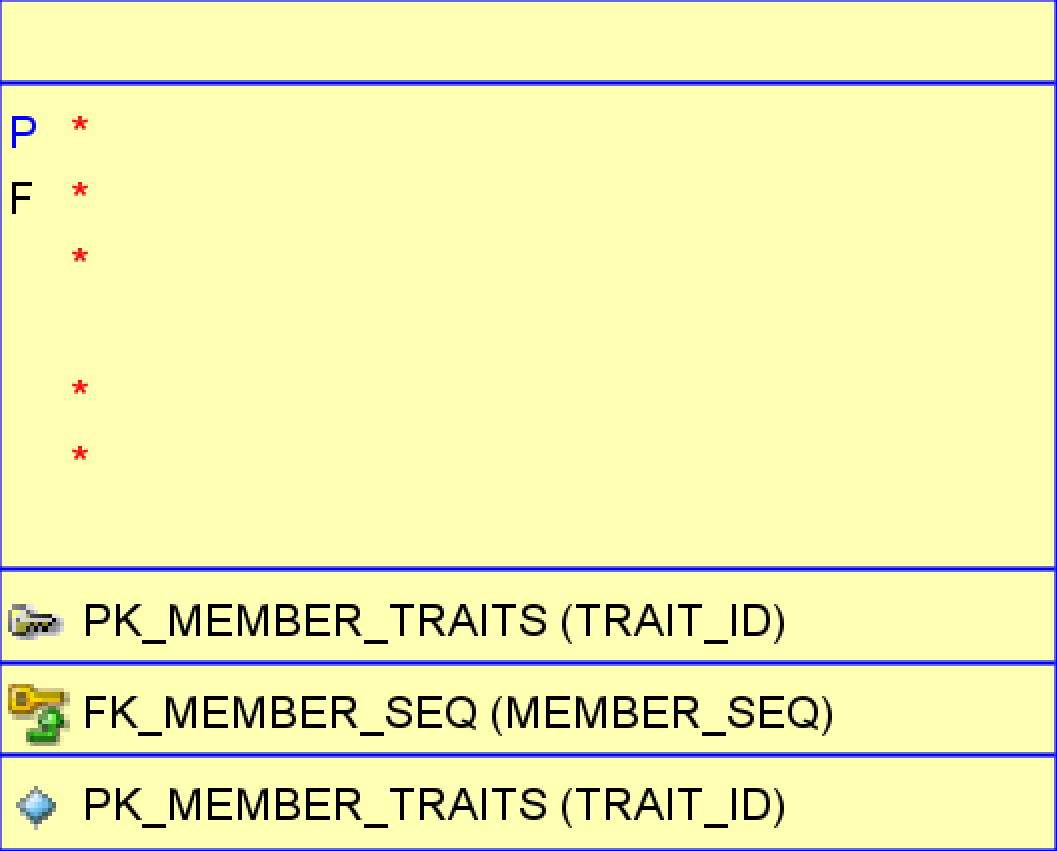 P *
F *
*
*
*
PK_MEMBER_TRAITS (TRAIT_ID)
FK_MEMBER_SEQ (MEMBER_SEQ)
PK_MEMBER_TRAITS (TRAIT_ID)